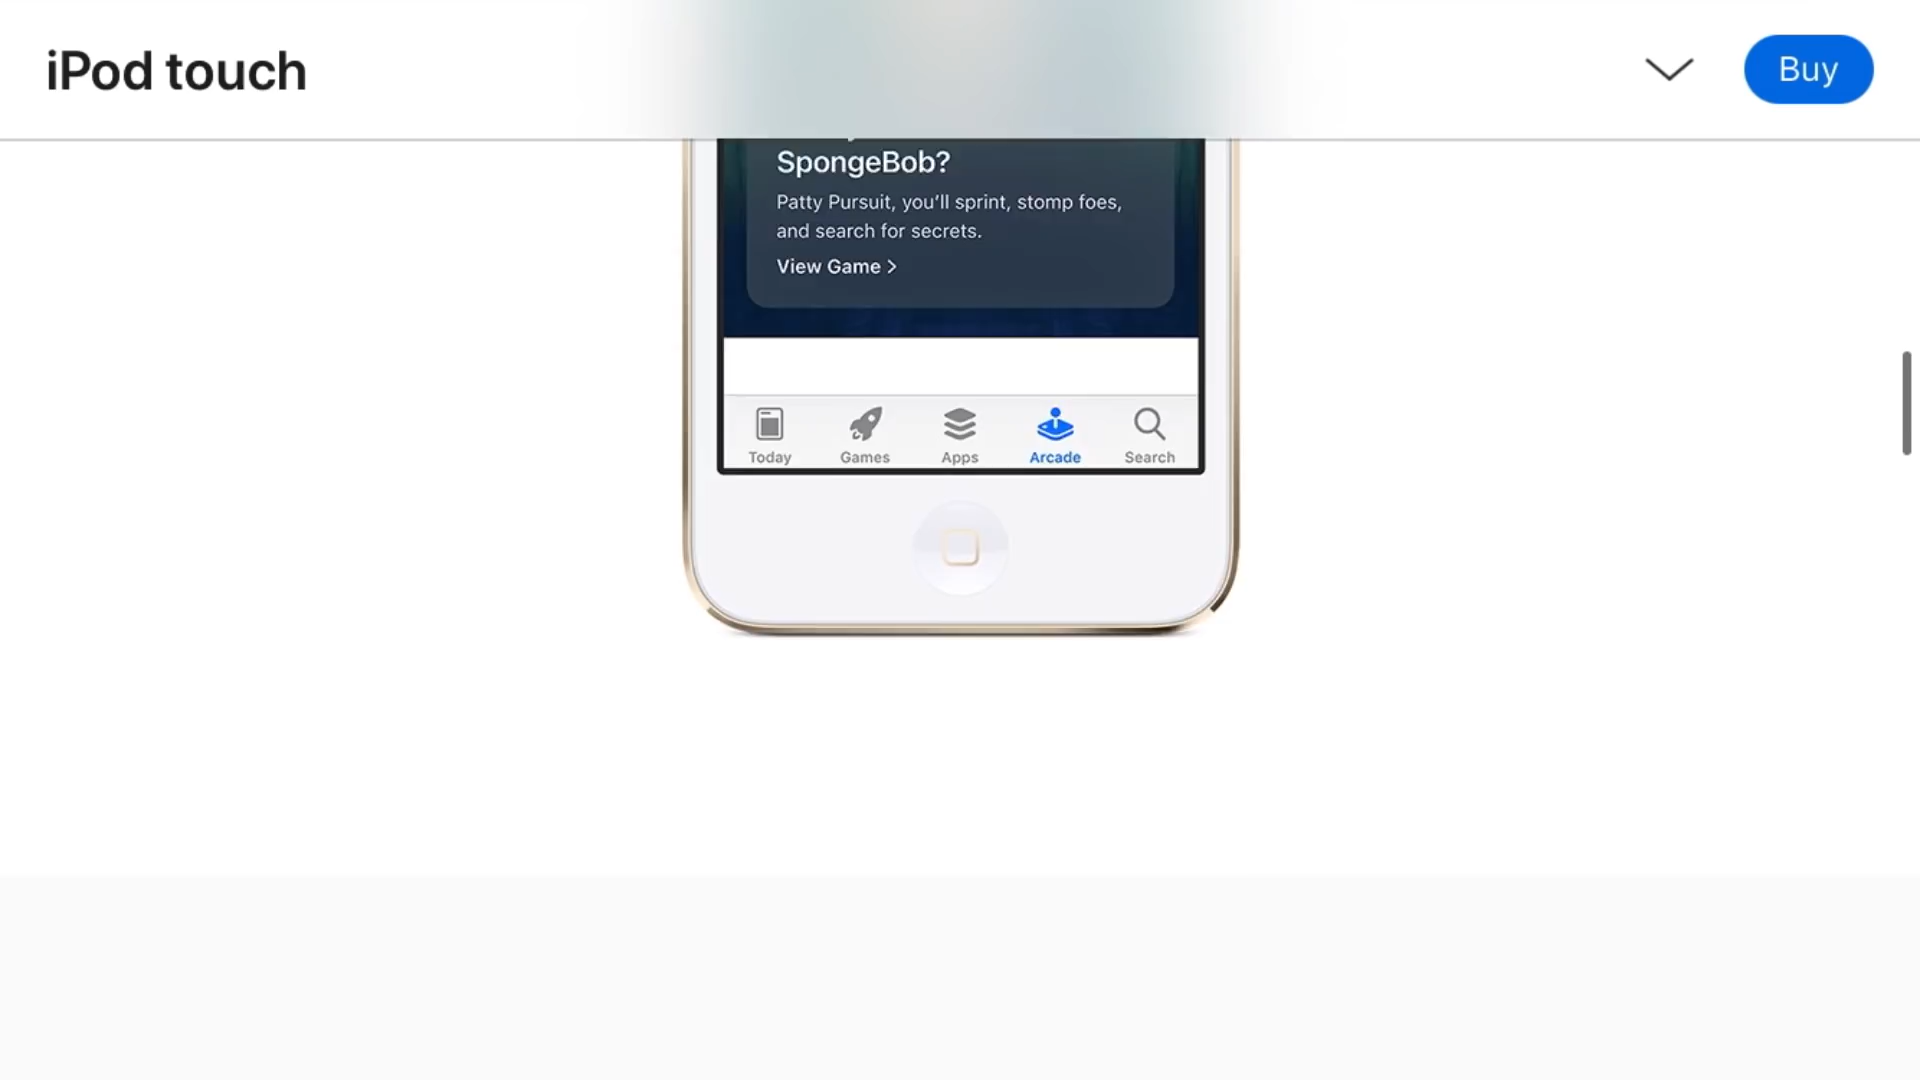 iPod touch
Buy
SpongeBob?
Patty Pursuit, you'll sprint, stomp foes,
and search for secrets.
View Game >
Today Games Apps Arcade Search